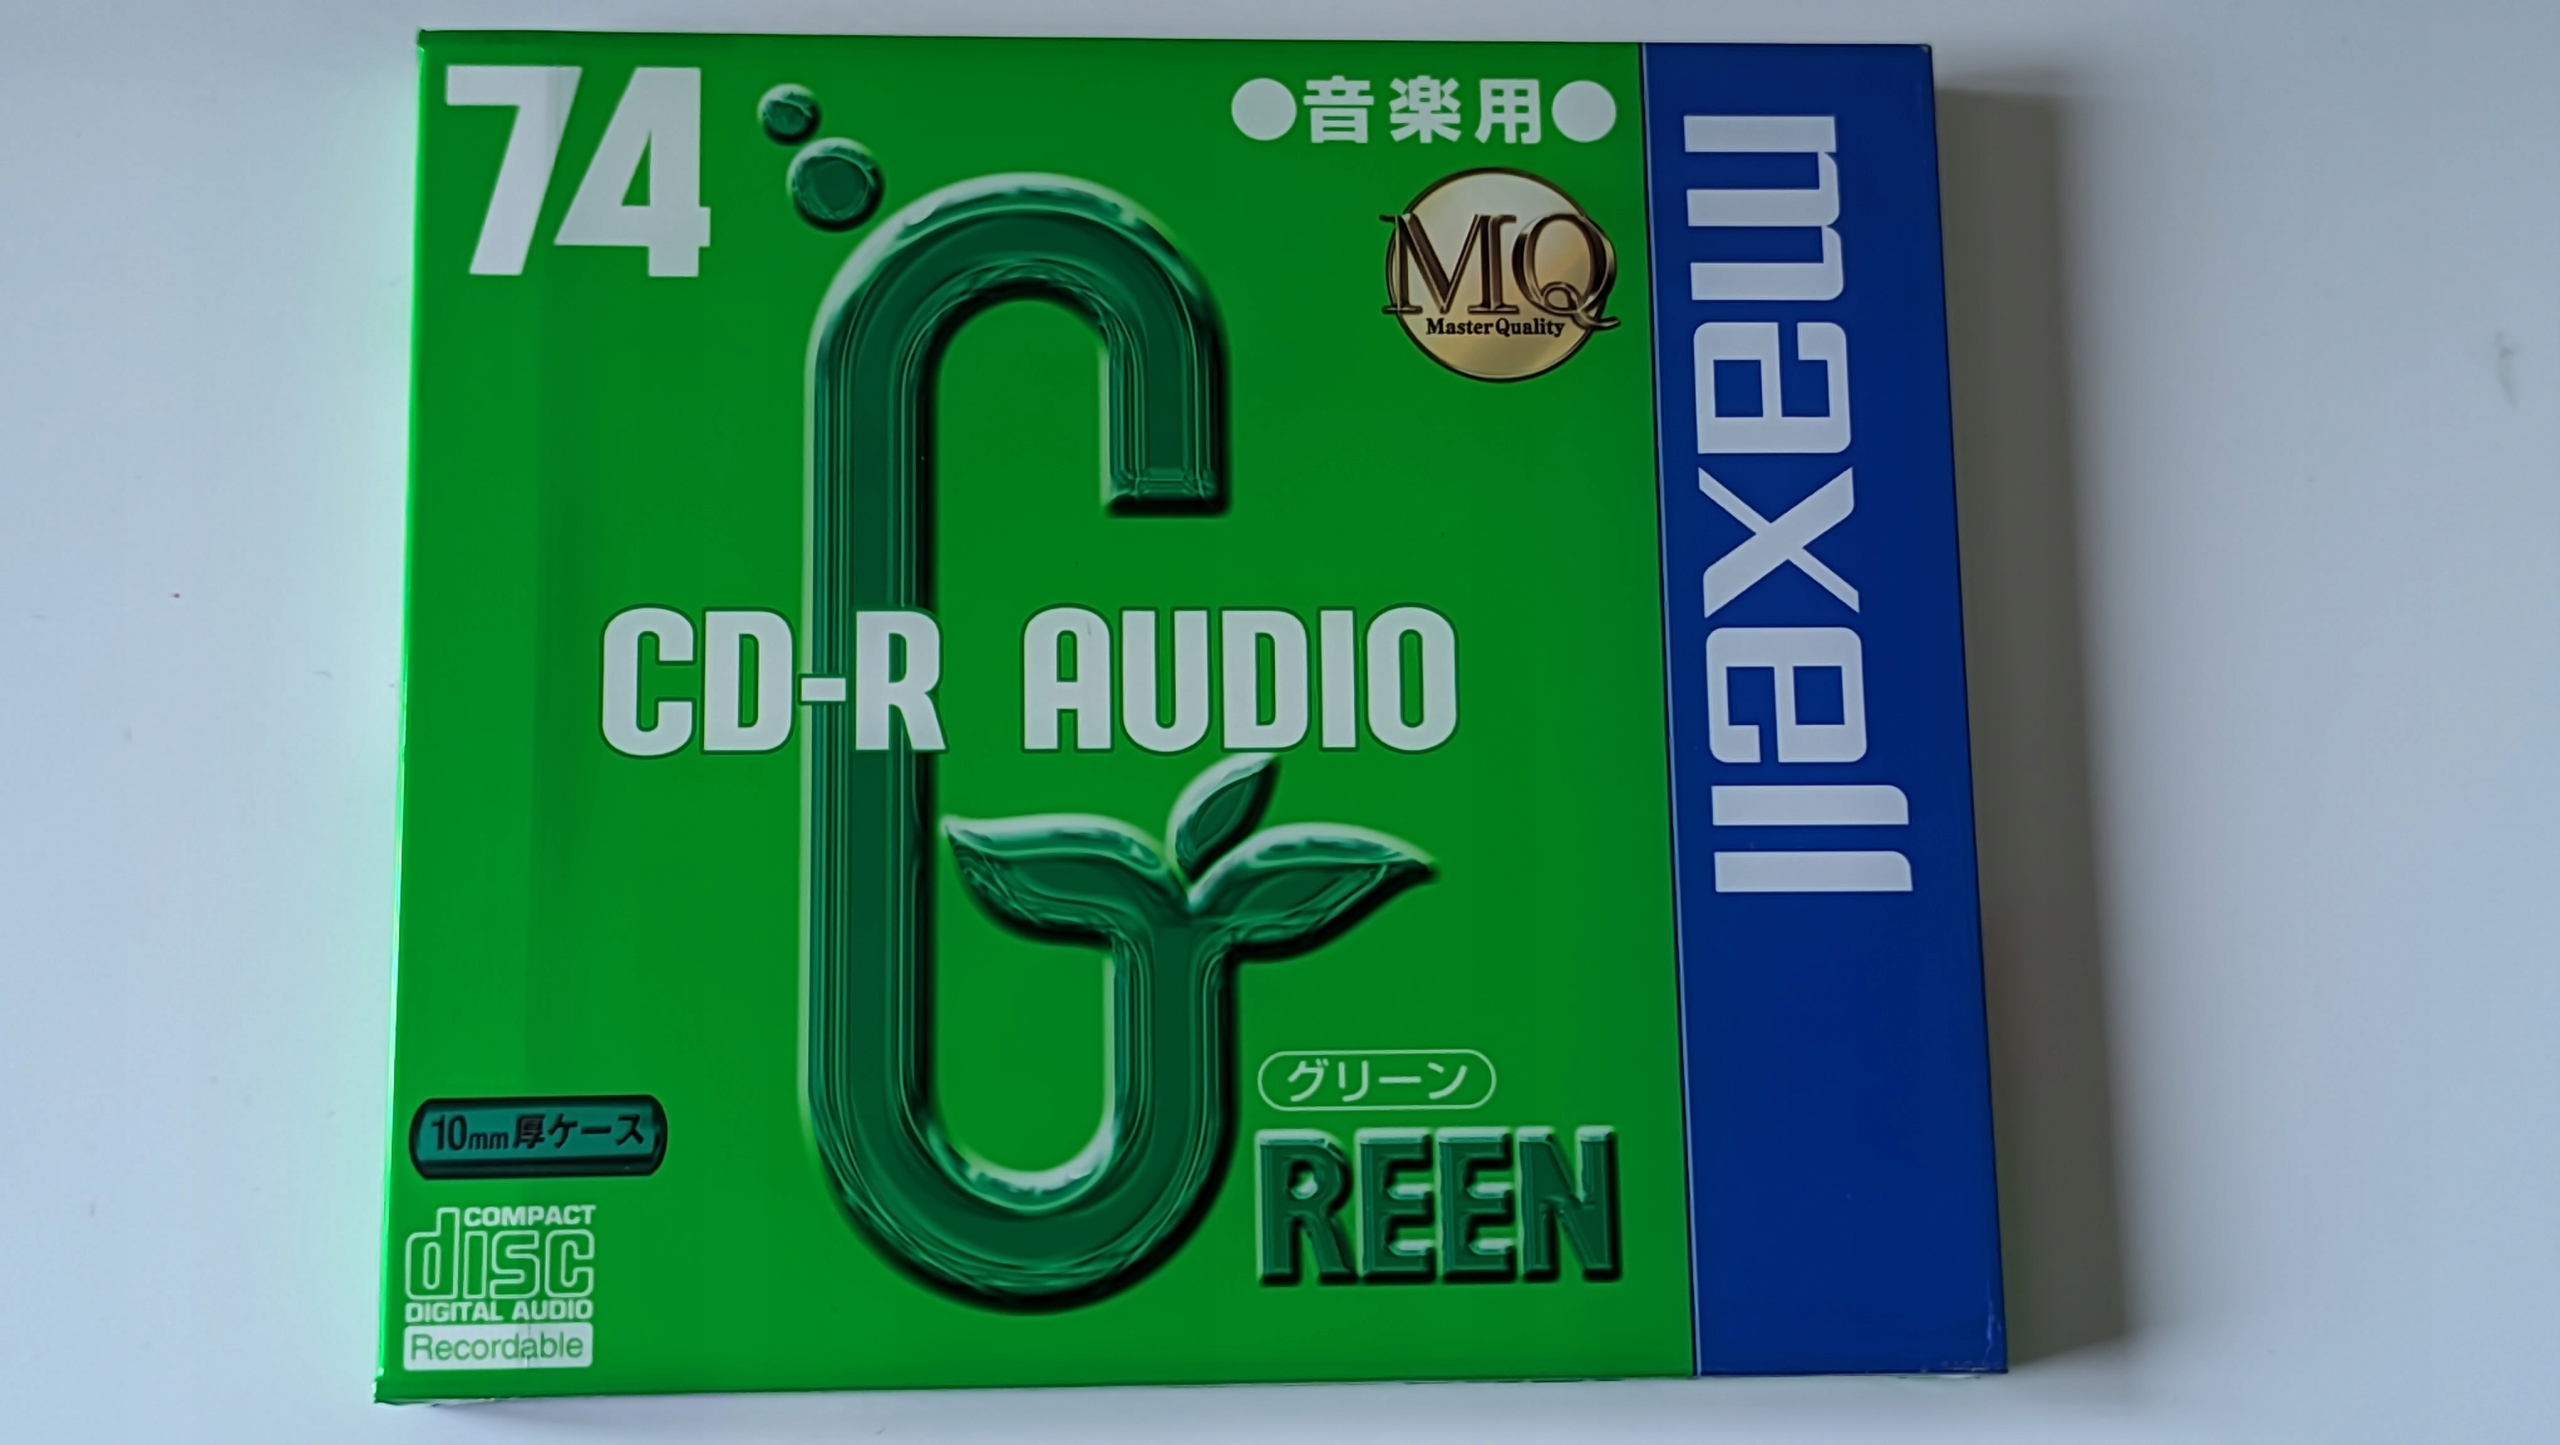 74
●音楽用●
MQ
Master Quality
maxell
CD-R AUDIO
グリーン
GREEN
10mm厚ケース
COMPACT
disc
DIGITAL AUDIO
Recordable